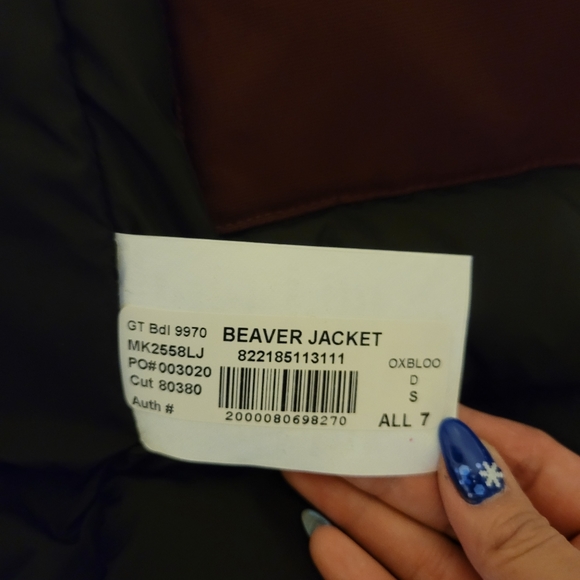 GT Bdl 9970
MK2558LJ
PO#003020
Cut 80380
Auth #
BEAVER JACKET
822185113111
2000080698270
OXBLOO
D
S
ALL 7